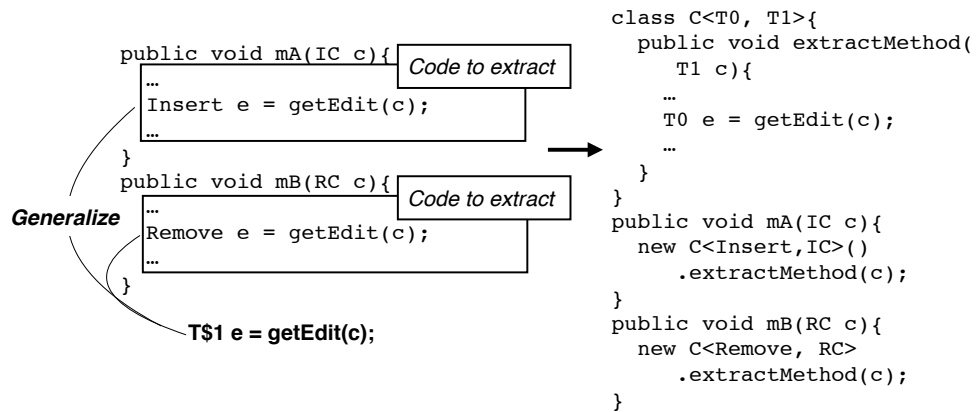 public void mA(IC c){
Code to extract
…
Insert e = getEdit(c);
…
}
public void mB(RC c){
Code to extract
…
Remove e = getEdit(c);
…
}
Generalize
T$1 e = getEdit(c);
class C<T0, T1>{
public void extractMethod(
T1 c){
…
T0 e = getEdit(c);
…
}
}
public void mA(IC c){
new C<Insert,IC>()
.extractMethod(c);
}
public void mB(RC c){
new C<Remove, RC>
.extractMethod(c);
}